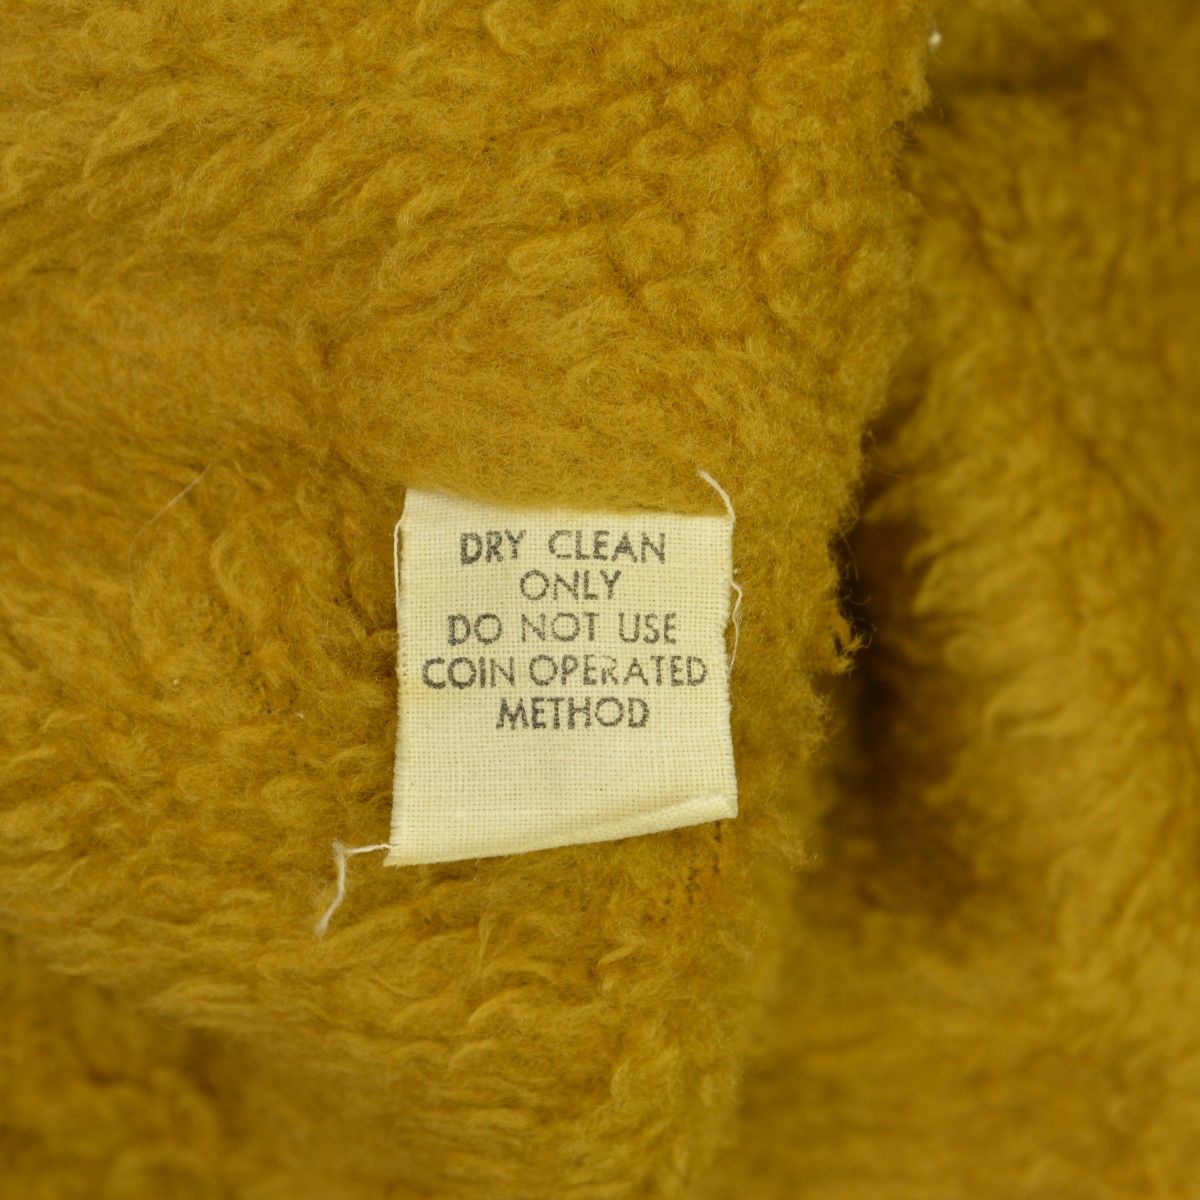 DRY CLEAN
ONLY
DO NOT USE
COIN OPERATED
METHOD